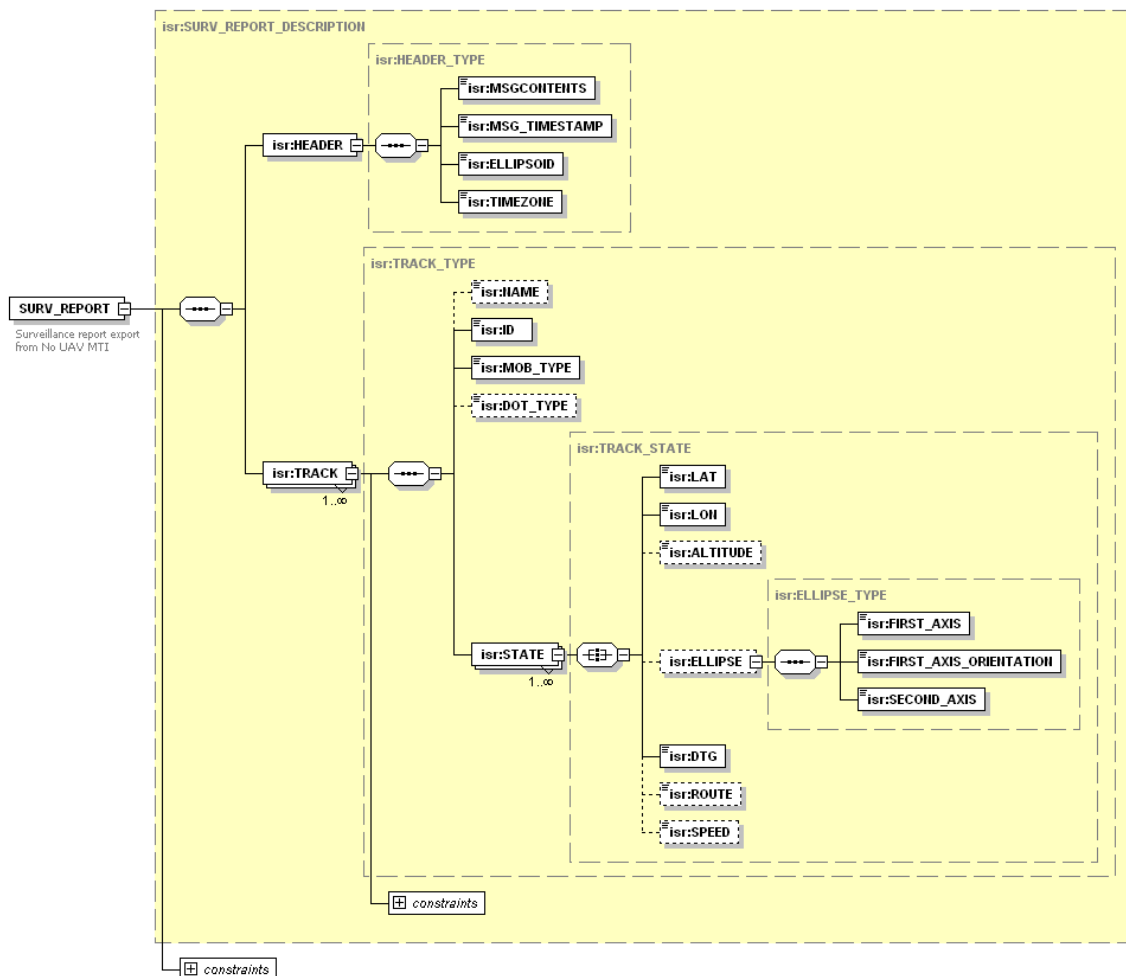 isr:SURV_REPORT_DESCRIPTION
isr:HEADER_TYPE
isr:MSGCONTENTS
isr:MSG_TIMESTAMP
isr:HEADER
isr:ELLIPSOID
isr:TIMEZONE
isr:TRACK_TYPE
isr:NAME
SURV_REPORT
Surveillance report export
from No UAV MTI
isr:ID
isr:MOB_TYPE
isr:DOT_TYPE
isr:TRACK_STATE
isr:TRACK
1..∞
isr:LAT
isr:LON
isr:ALTITUDE
isr:ELLIPSE_TYPE
isr:FIRST_AXIS
isr:STATE
1..∞
isr:ELLIPSE
isr:FIRST_AXIS_ORIENTATION
isr:SECOND_AXIS
isr:DTG
isr:ROUTE
isr:SPEED
constraints
constraints